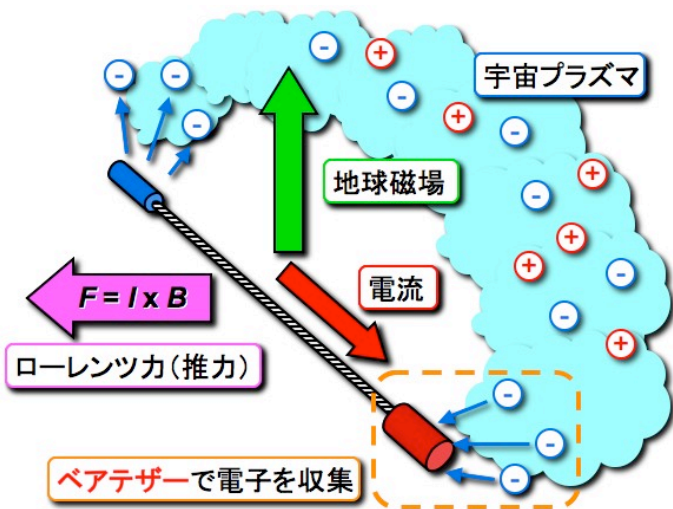 宇宙プラズマ
地球磁場
電流
F = I x B
ローレンツ力（推力）
ベアテザーで電子を収集